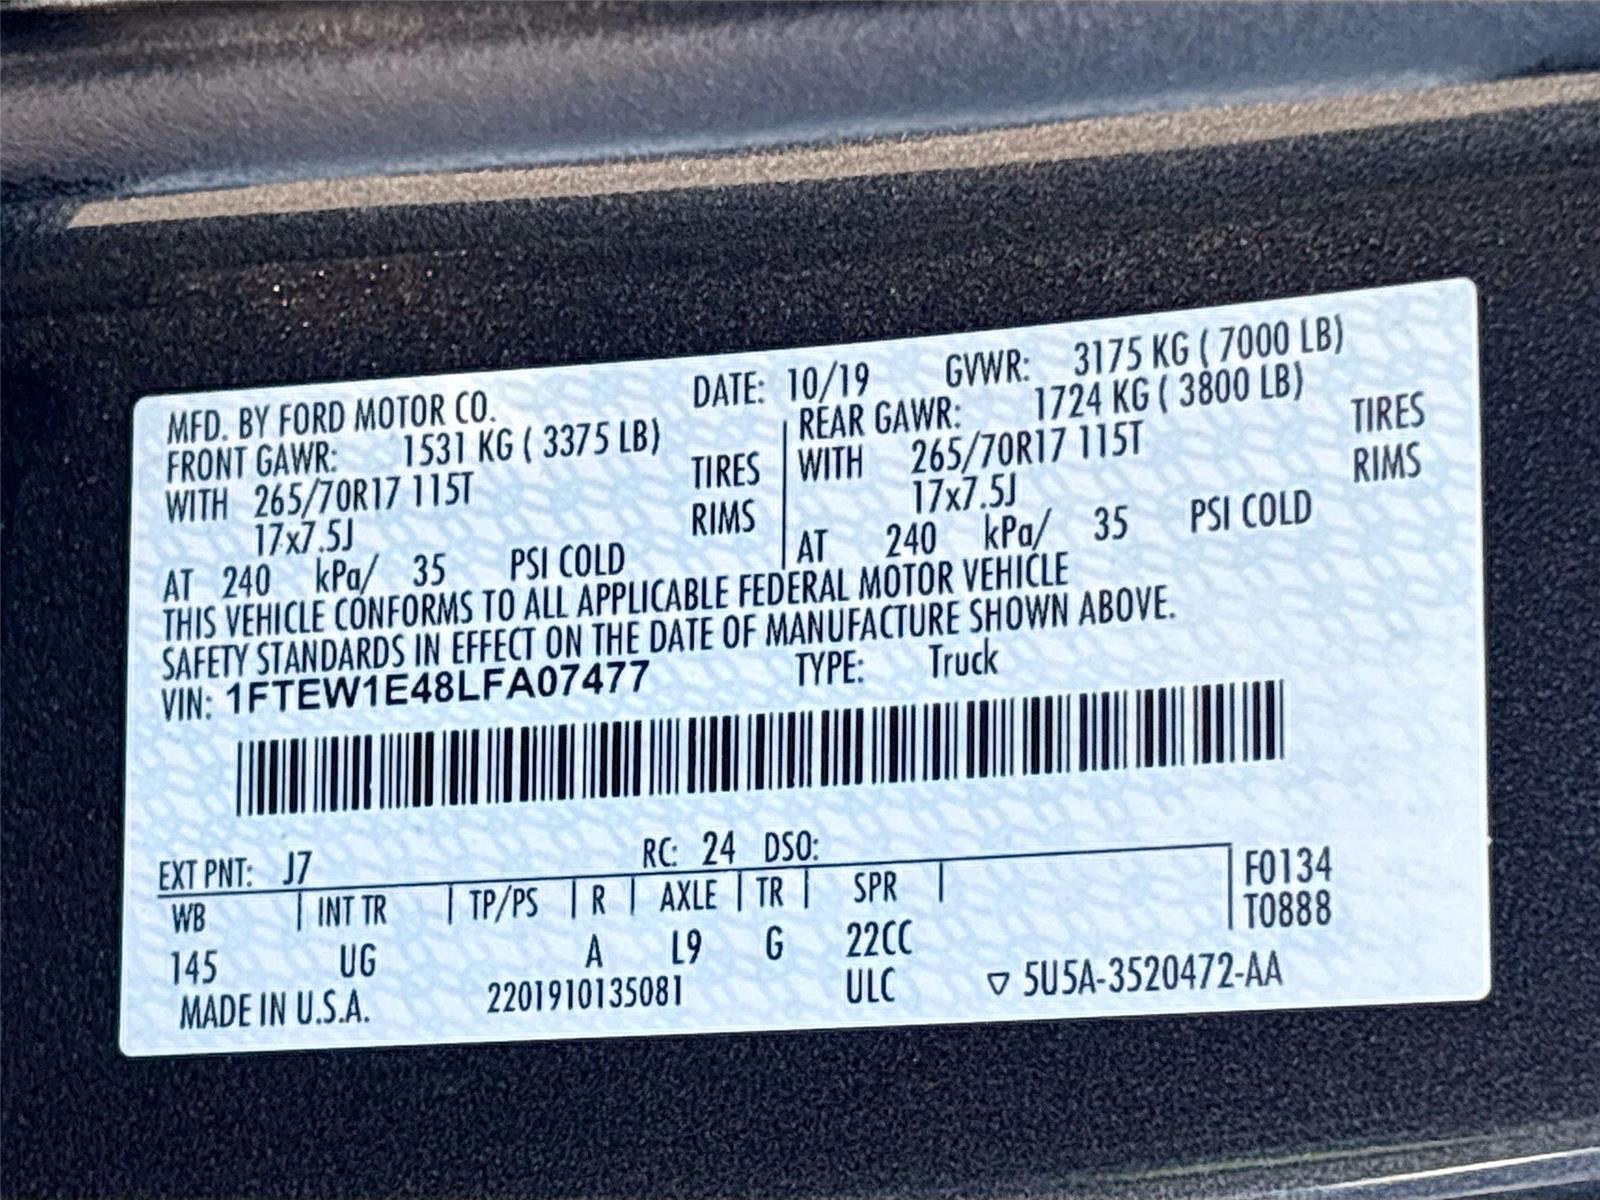 MFD. BY FORD MOTOR CO. DATE: 10/19 GVWR: 3175 KG ( 7000 LB)
FRONT GAWR: 1531 KG ( 3375 LB) REAR GAWR: 1724 KG ( 3800 LB)
WITH 265/70R17 115T TIRES WITH 265/70R17 115T TIRES
17x7.5J RIMS 17x7.5J RIMS
AT 240 kPa/ 35 PSI COLD AT 240 kPa/ 35 PSI COLD
THIS VEHICLE CONFORMS TO ALL APPLICABLE FEDERAL MOTOR VEHICLE
SAFETY STANDARDS IN EFFECT ON THE DATE OF MANUFACTURE SHOWN ABOVE.
VIN: 1FTEW1E48LFA07477 TYPE: Truck
EXT PNT: J7 RC: 24 DSO: F0134
WB INT TR TP/PS R AXLE TR SPR T0888
145 UG A L9 G 22CC
MADE IN U.S.A. 2201910135081 ULC ▽ 5U5A-3520472-AA